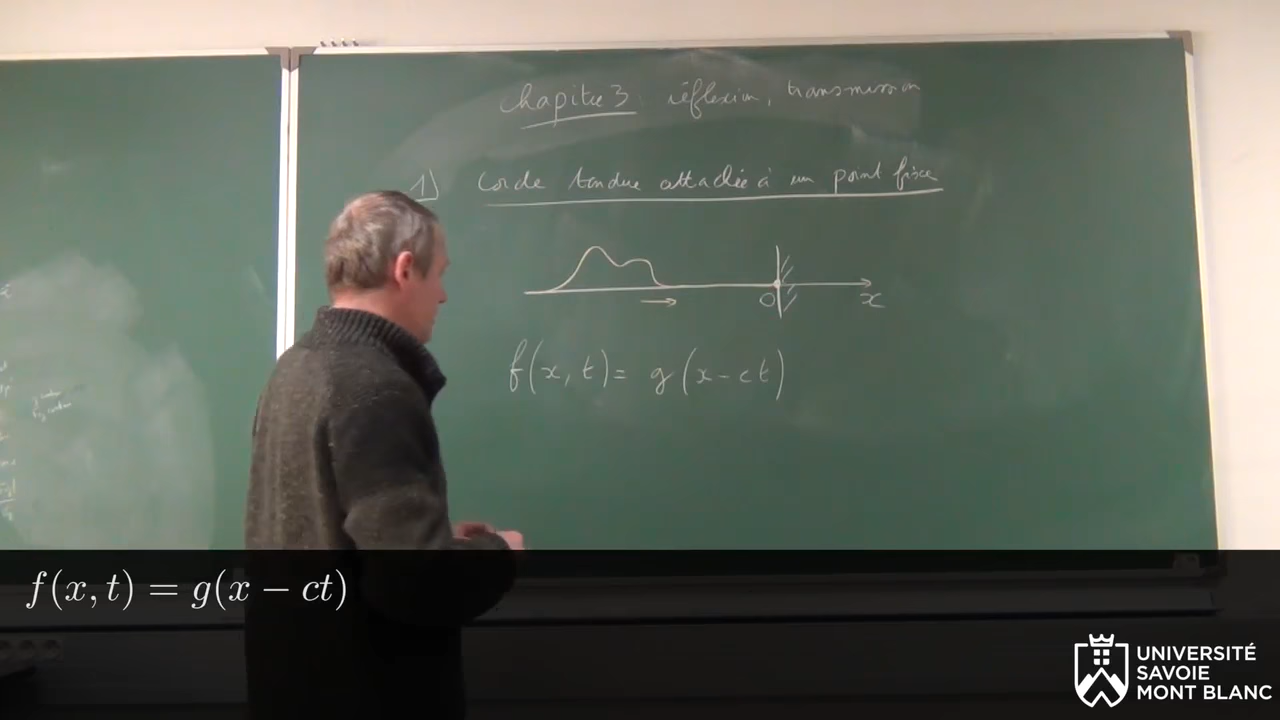 Chapitre 3 réflexion, transmission
1) Corde tendue attachée à un point fixe
O
x
f(x, t) = g(x - ct)
f(x, t) = g(x − ct)
UNIVERSITÉ
SAVOIE
MONT BLANC